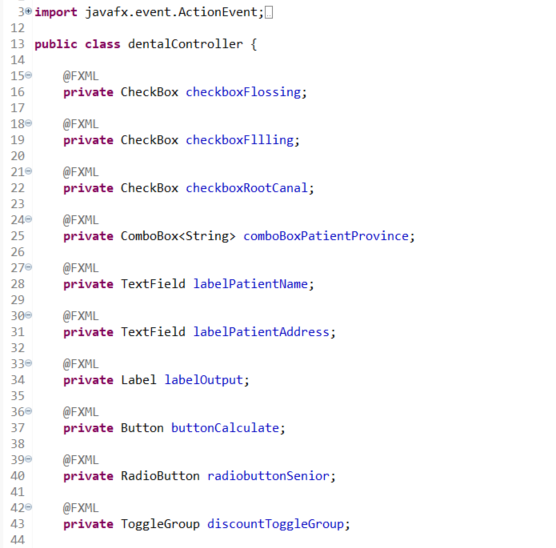 3 import javafx.event.ActionEvent;
12
13 public class dentalController {
14
15 @FXML
16 private CheckBox checkboxFlossing;
17
18 @FXML
19 private CheckBox checkboxFllling;
20
21 @FXML
22 private CheckBox checkboxRootCanal;
23
24 @FXML
25 private ComboBox<String> comboBoxPatientProvince;
26
27 @FXML
28 private TextField labelPatientName;
29
30 @FXML
31 private TextField labelPatientAddress;
32
33 @FXML
34 private Label labelOutput;
35
36 @FXML
37 private Button buttonCalculate;
38
39 @FXML
40 private RadioButton radiobuttonSenior;
41
42 @FXML
43 private ToggleGroup discountToggleGroup;
44